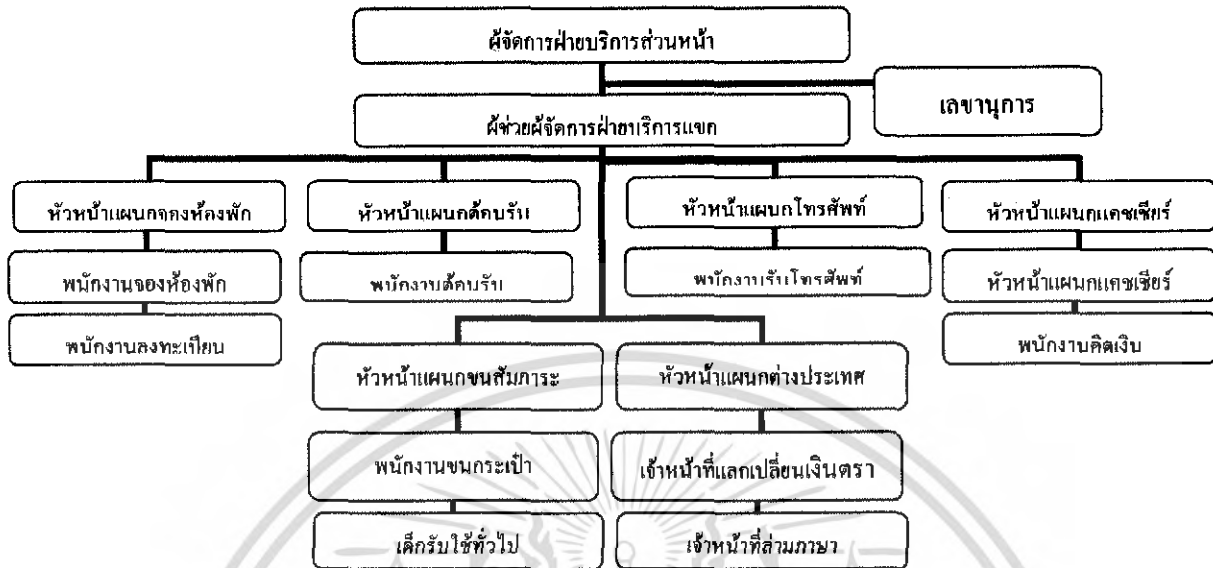 ผู้จัดการฝ่ายบริการส่วนหน้า
เลขานุการ
ผู้ช่วยผู้จัดการฝ่ายบริการแขก
หัวหน้าแผนกจองห้องพัก
หัวหน้าแผนกต้อนรับ
หัวหน้าแผนกโทรศัพท์
หัวหน้าแผนกแคชเชียร์
พนักงานจองห้องพัก
พนักงานต้อนรับ
พนักงานรับโทรศัพท์
หัวหน้าแผนกแคชเชียร์
พนักงานลงทะเบียน
พนักงานคิดเงิน
หัวหน้าแผนกขนสัมภาระ
หัวหน้าแผนกต่างประเทศ
พนักงานขนกระเป๋า
เจ้าหน้าที่แลกเปลี่ยนเงินตรา
เด็กรับใช้ทั่วไป
เจ้าหน้าที่ล่ามภาษา